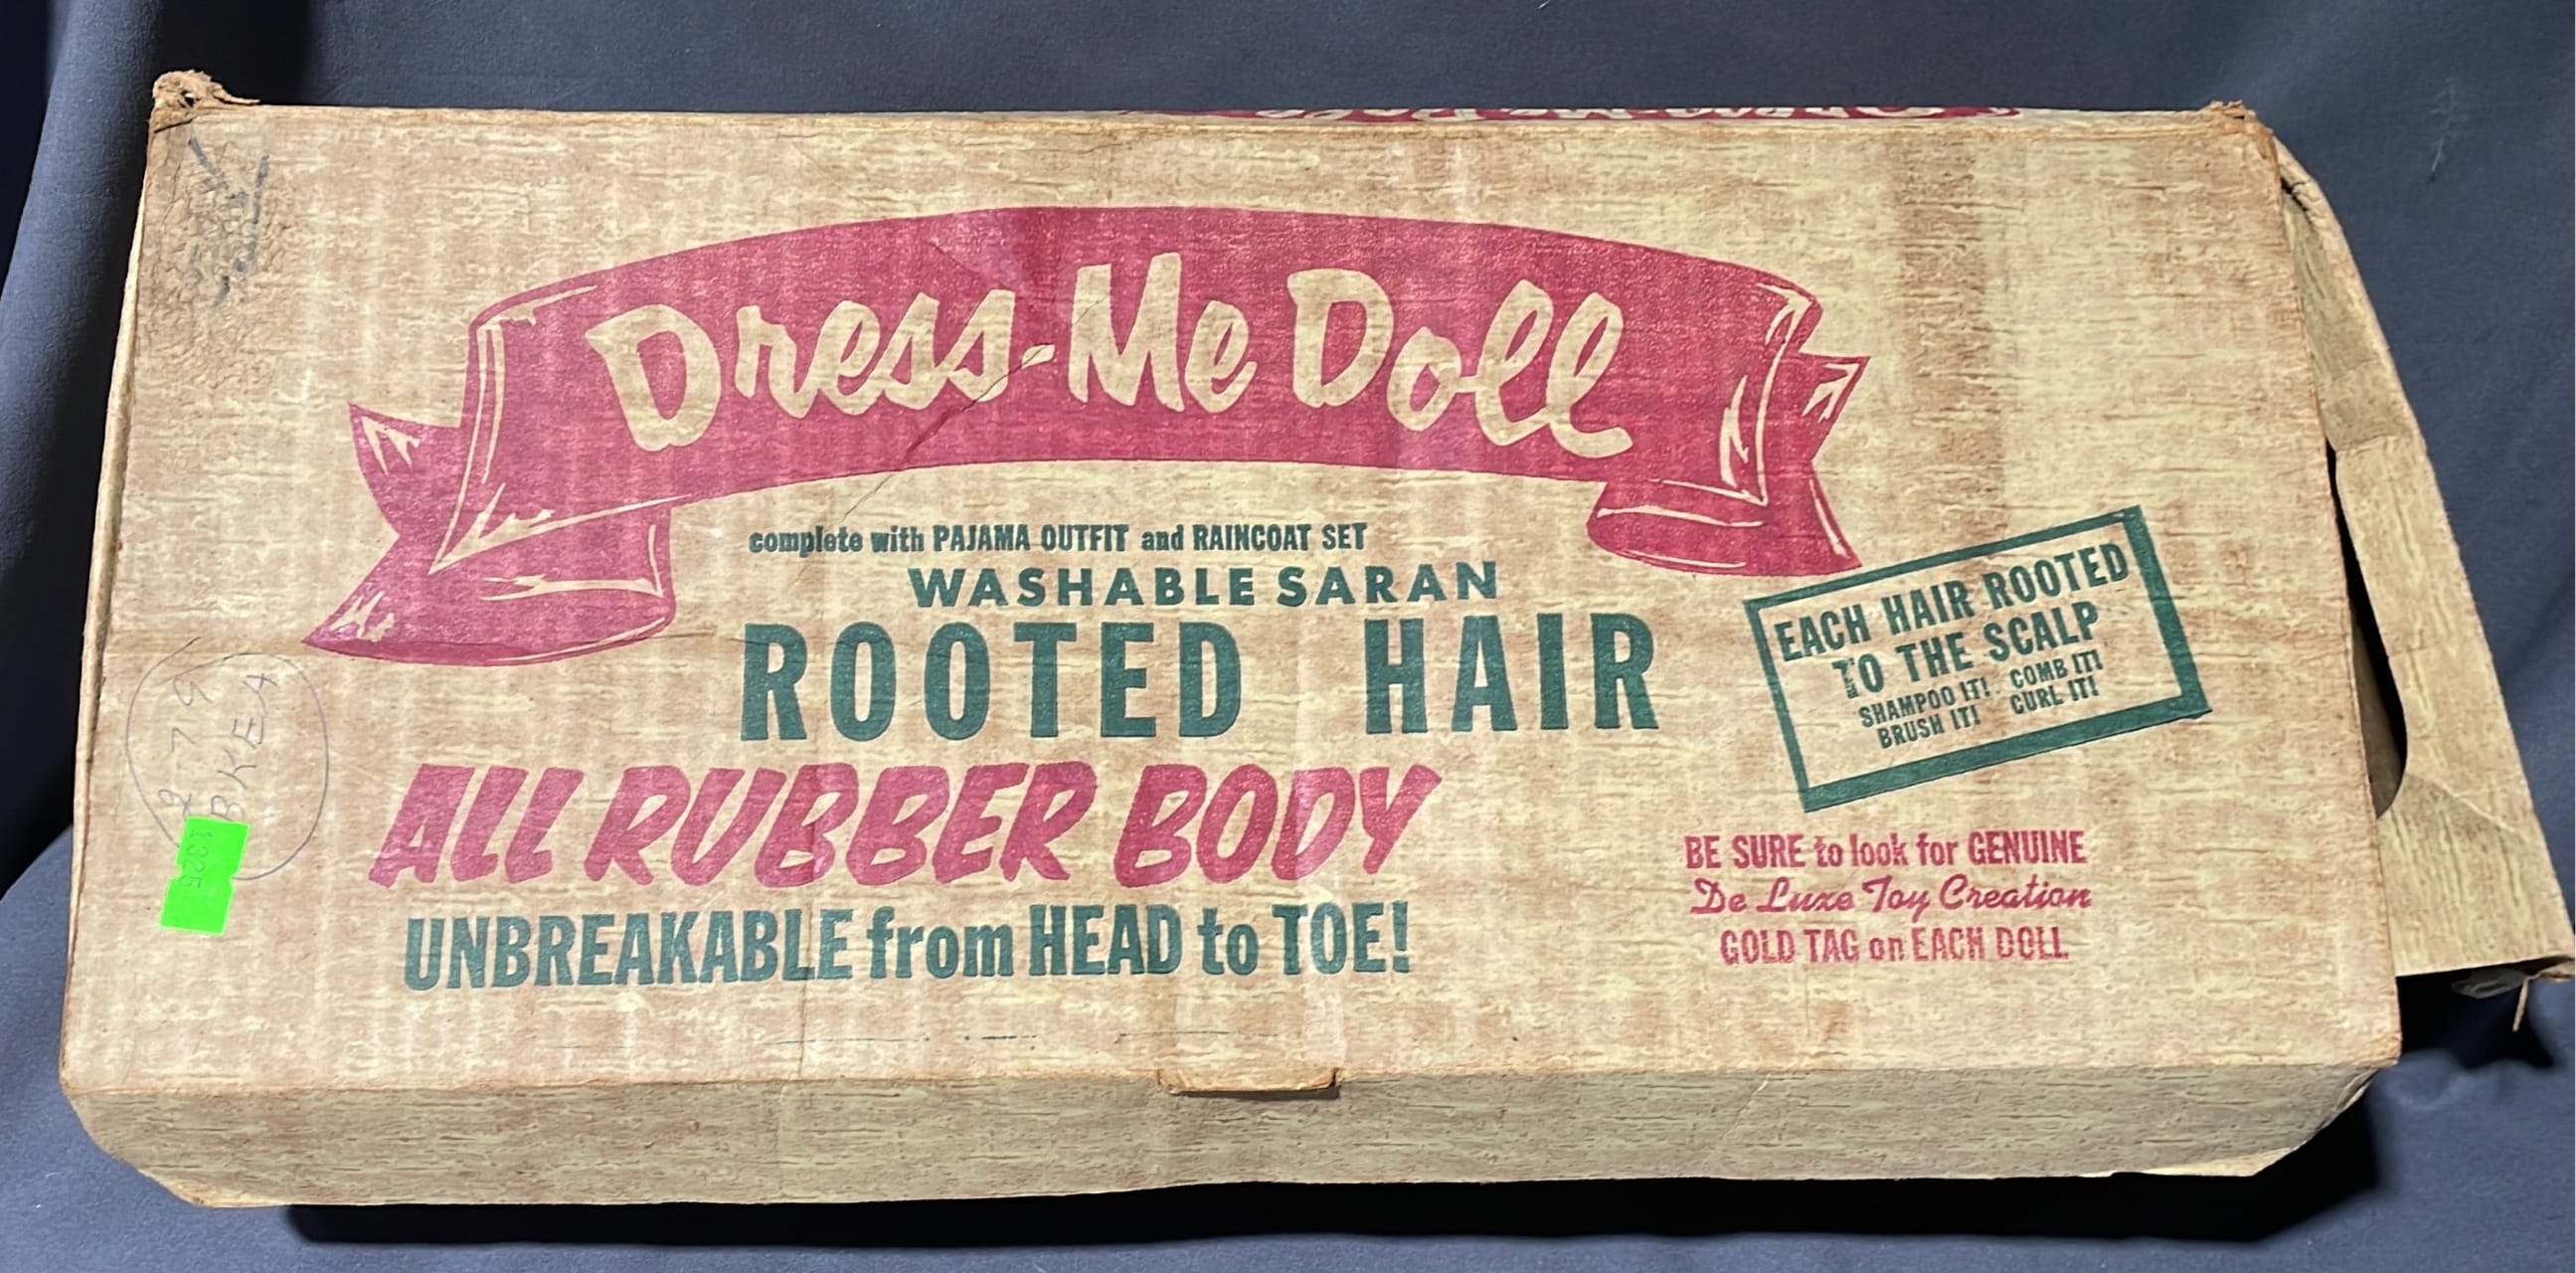 Dress-Me Doll
complete with PAJAMA OUTFIT and RAINCOAT SET
WASHABLE SARAN
ROOTED HAIR
EACH HAIR ROOTED
TO THE SCALP
SHAMPOO IT! COMB IT!
BRUSH IT! CURL IT!
ALL RUBBER BODY
UNBREAKABLE from HEAD to TOE!
BE SURE to look for GENUINE
De Luxe Toy Creation
GOLD TAG on EACH DOLL